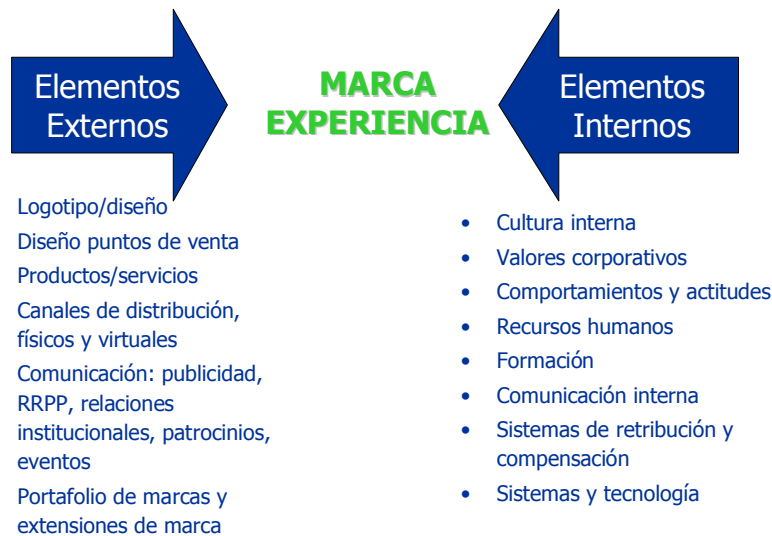 Elementos
Externos
MARCA
EXPERIENCIA
Elementos
Internos
Logotipo/diseño
Diseño puntos de venta
Productos/servicios
Canales de distribución,
físicos y virtuales
Comunicación: publicidad,
RRPP, relaciones
institucionales, patrocinios,
eventos
Portafolio de marcas y
extensiones de marca
• Cultura interna
• Valores corporativos
• Comportamientos y actitudes
• Recursos humanos
• Formación
• Comunicación interna
• Sistemas de retribución y
compensación
• Sistemas y tecnología